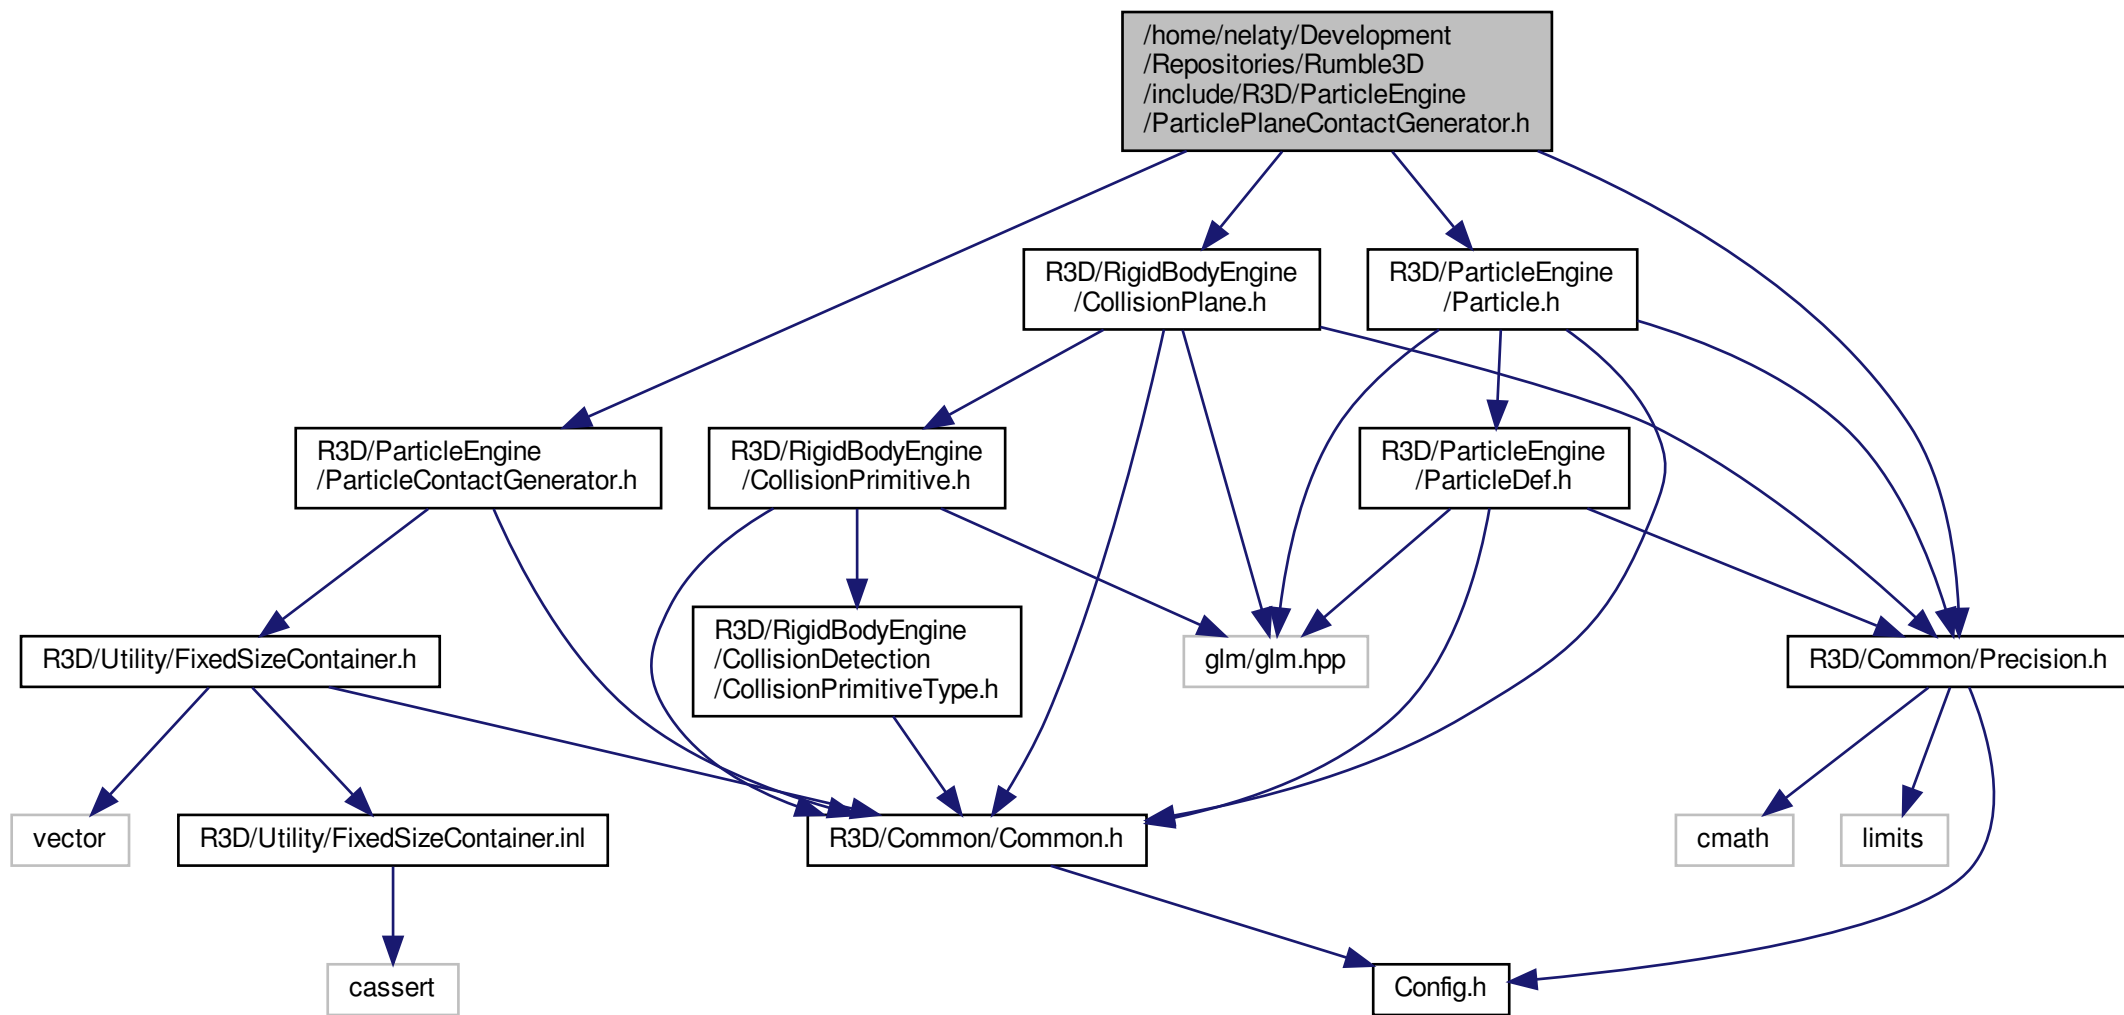 /home/nelaty/Development
/Repositories/Rumble3D
/include/R3D/ParticleEngine
/ParticlePlaneContactGenerator.h
R3D/RigidBodyEngine
/CollisionPlane.h
R3D/ParticleEngine
/Particle.h
R3D/ParticleEngine
/ParticleContactGenerator.h
R3D/RigidBodyEngine
/CollisionPrimitive.h
R3D/ParticleEngine
/ParticleDef.h
R3D/Utility/FixedSizeContainer.h
R3D/RigidBodyEngine
/CollisionDetection
/CollisionPrimitiveType.h
glm/glm.hpp
R3D/Common/Precision.h
vector
R3D/Utility/FixedSizeContainer.inl
R3D/Common/Common.h
cmath
limits
cassert
Config.h